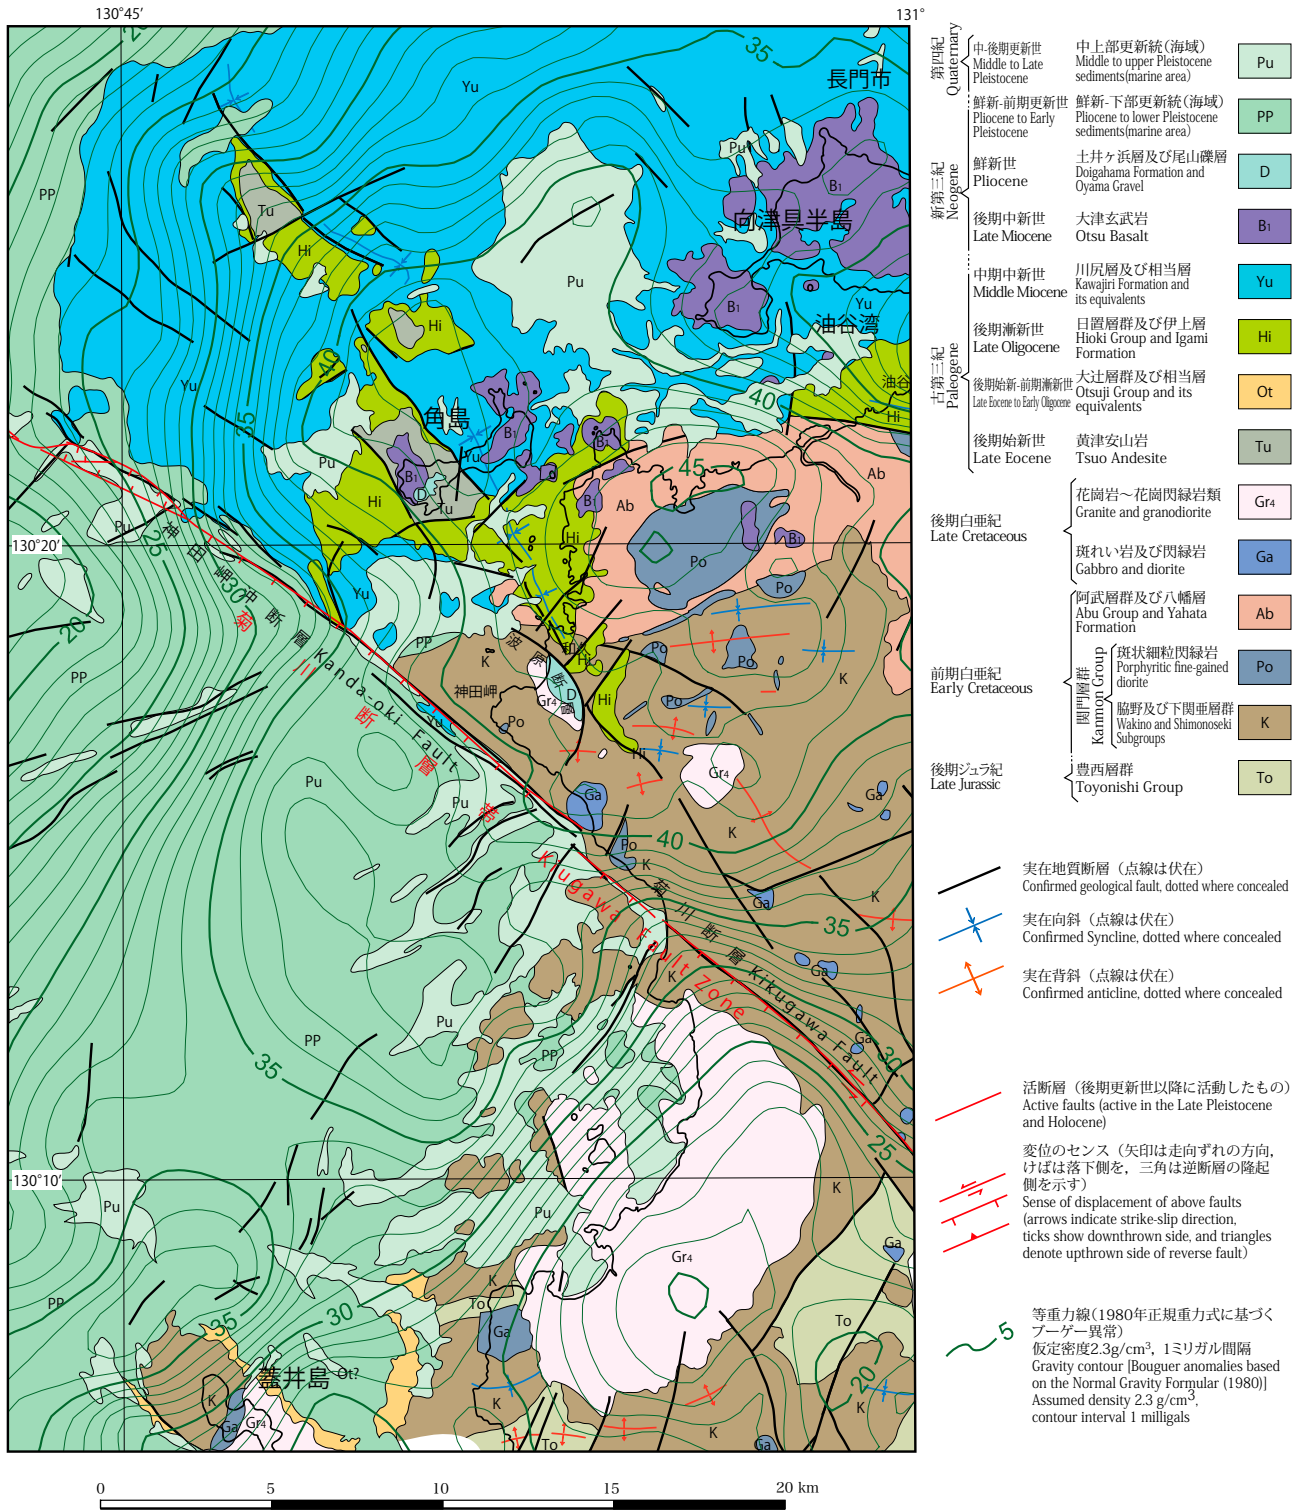 130°45′
131°
130°20′
130°10′
長門市
向津具半島
油谷湾
油谷
角島
和久
神田岬
蓋井島
神田岬沖断層 Kanda-oki Fault
菊川断層帯 Kiugawa Fault Zone
波原断層
菊川断層 Kikugawa Fault
20
35
Yu
PP
Pu
Tu
Hi
B1
40
45
Ab
Po
D
25
30
K
Gr4
Ga
To
Ot?
0
5
10
15
20 km
第四紀
Quaternary
中-後期更新世
Middle to Late
Pleistocene
中上部更新統(海域)
Middle to upper Pleistocene
sediments(marine area)
Pu
新第三紀
Neogene
鮮新-前期更新世
Pliocene to Early
Pleistocene
鮮新-下部更新統(海域)
Pliocene to lower Pleistocene
sediments(marine area)
PP
鮮新世
Pliocene
土井ヶ浜層及び尾山礫層
Doigahama Formation and
Oyama Gravel
D
後期中新世
Late Miocene
大津玄武岩
Otsu Basalt
B1
中期中新世
Middle Miocene
川尻層及び相当層
Kawajiri Formation and
its equivalents
Yu
古第三紀
Paleogene
後期漸新世
Late Oligocene
日置層群及び伊上層
Hioki Group and Igami
Formation
Hi
後期始新-前期漸新世
Late Eocene to Early Oligocene
大辻層群及び相当層
Otsuji Group and its
equivalents
Ot
後期始新世
Late Eocene
黄津安山岩
Tsuo Andesite
Tu
後期白亜紀
Late Cretaceous
花崗岩〜花崗閃緑岩類
Granite and granodiorite
Gr4
斑れい岩及び閃緑岩
Gabbro and diorite
Ga
前期白亜紀
Early Cretaceous
阿武層群及び八幡層
Abu Group and Yahata
Formation
Ab
関門層群
Kanmon Group
斑状細粒閃緑岩
Porphyritic fine-gained
diorite
Po
脇野及び下関亜層群
Wakino and Shimonoseki
Subgroups
K
後期ジュラ紀
Late Jurassic
豊西層群
Toyonishi Group
To
実在地質断層（点線は伏在）
Confirmed geological fault, dotted where concealed
実在向斜（点線は伏在）
Confirmed Syncline, dotted where concealed
実在背斜（点線は伏在）
Confirmed anticline, dotted where concealed
活断層（後期更新世以降に活動したもの）
Active faults (active in the Late Pleistocene
and Holocene)
変位のセンス（矢印は走向ずれの方向，
けばは落下側を，三角は逆断層の隆起
側を示す）
Sense of displacement of above faults
(arrows indicate strike-slip direction,
ticks show downthrown side, and triangles
denote upthrown side of reverse fault)
5
等重力線（1980年正規重力式に基づく
ブーゲー異常）
仮定密度2.3g/cm³，1ミリガル間隔
Gravity contour [Bouguer anomalies based
on the Normal Gravity Formular (1980)]
Assumed density 2.3 g/cm³,
contour interval 1 milligals